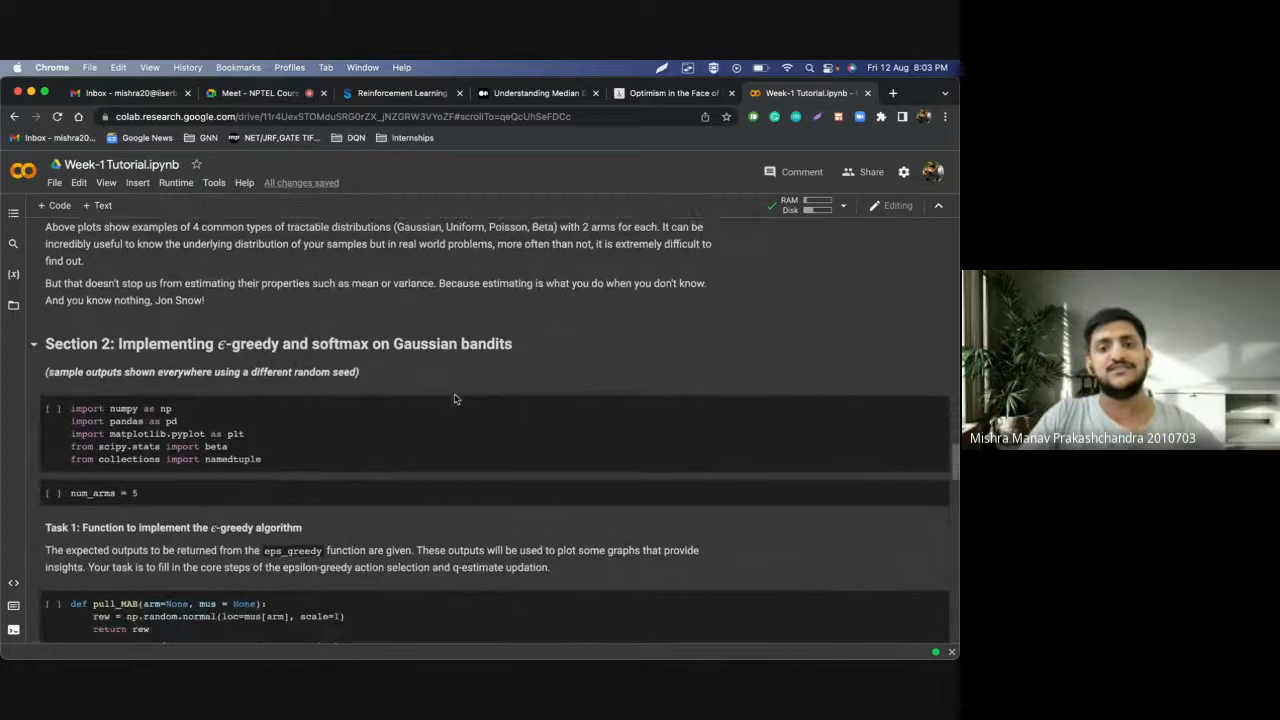 Chrome File Edit View History Bookmarks Profiles Tab Window Help Fri 12 Aug 8:03 PM
Inbox - mishra20@iiserb Meet - NPTEL Cours Reinforcement Learning Understanding Median E Optimism in the Face of Week-1 Tutorial.ipynb -
colab.research.google.com/drive/11r4UexSTOMduSRG0rZX_jNZGRW3VYoZF#scrollTo=qeQcUhSeFDCc
Inbox - mishra20... Google News GNN NET/JRF,GATE TIF... DQN Internships
Week-1 Tutorial.ipynb
Comment Share
File Edit View Insert Runtime Tools Help All changes saved
+ Code + Text
RAM
Disk
Editing
Above plots show examples of 4 common types of tractable distributions (Gaussian, Uniform, Poisson, Beta) with 2 arms for each. It can be
incredibly useful to know the underlying distribution of your samples but in real world problems, more often than not, it is extremely difficult to
find out.
But that doesn't stop us from estimating their properties such as mean or variance. Because estimating is what you do when you don't know.
And you know nothing, Jon Snow!
Section 2: Implementing ϵ-greedy and softmax on Gaussian bandits
(sample outputs shown everywhere using a different random seed)
[ ] import numpy as np
import pandas as pd
import matplotlib.pyplot as plt
from scipy.stats import beta
from collections import namedtuple
[ ] num_arms = 5
Task 1: Function to implement the ϵ-greedy algorithm
The expected outputs to be returned from the eps_greedy function are given. These outputs will be used to plot some graphs that provide
insights. Your task is to fill in the core steps of the epsilon-greedy action selection and q-estimate updation.
[ ] def pull_MAB(arm=None, mus = None):
rew = np.random.normal(loc=mus[arm], scale=1)
return rew
Mishra Manav Prakashchandra 2010703